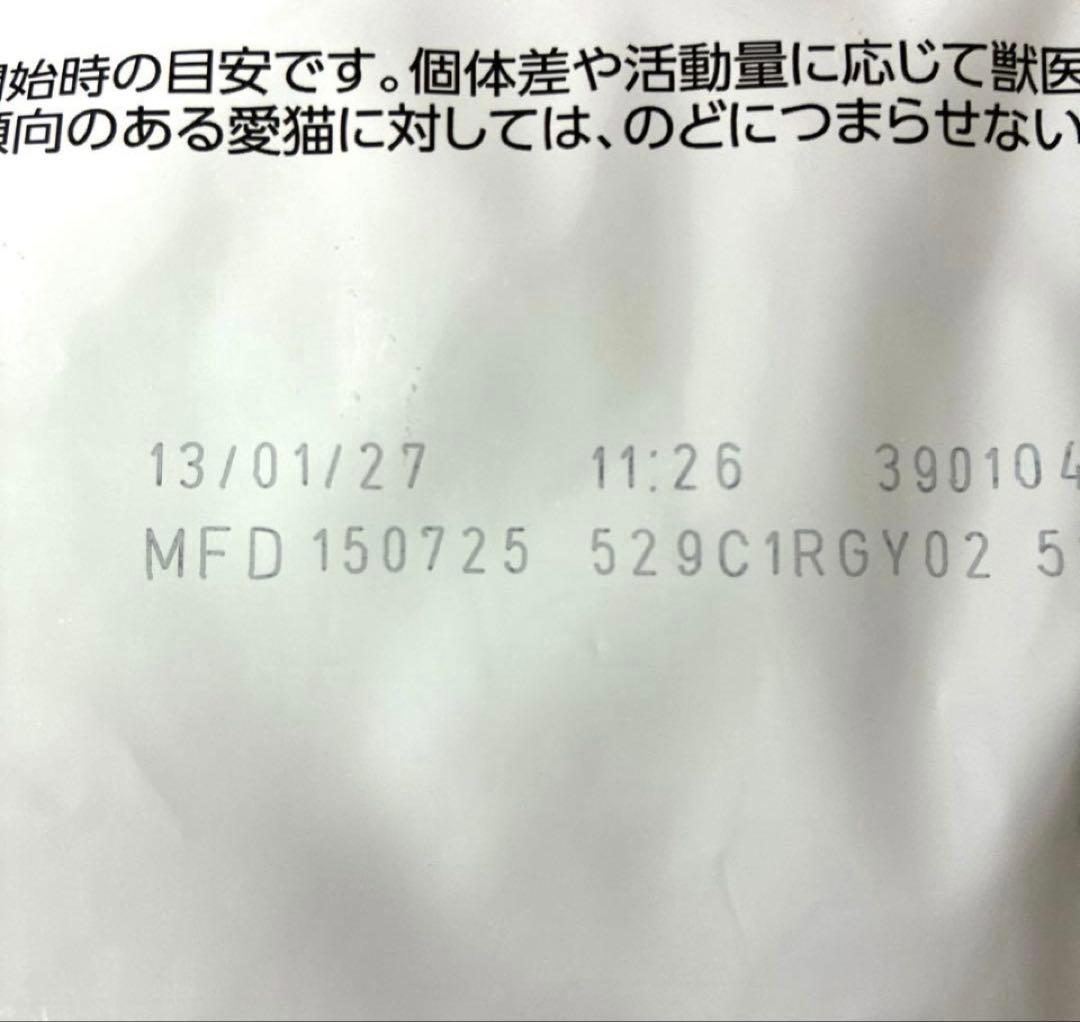 始時の目安です。個体差や活動量に応じて獣医
傾向のある愛猫に対しては、のどにつまらせない
13/01/27 11:26 390104
MFD 150725 529C1RGY02 5